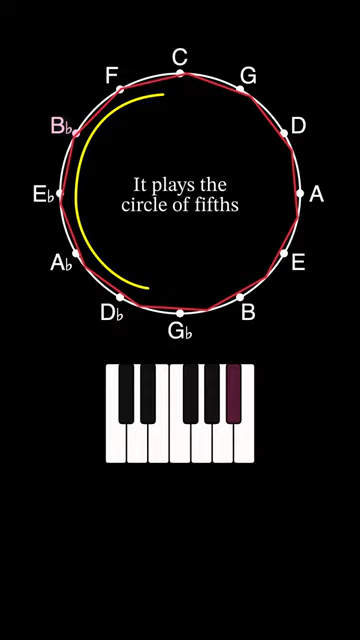 C
F
G
B♭
D
It plays the
circle of fifths
E♭
A
A♭
E
D♭
B
G♭